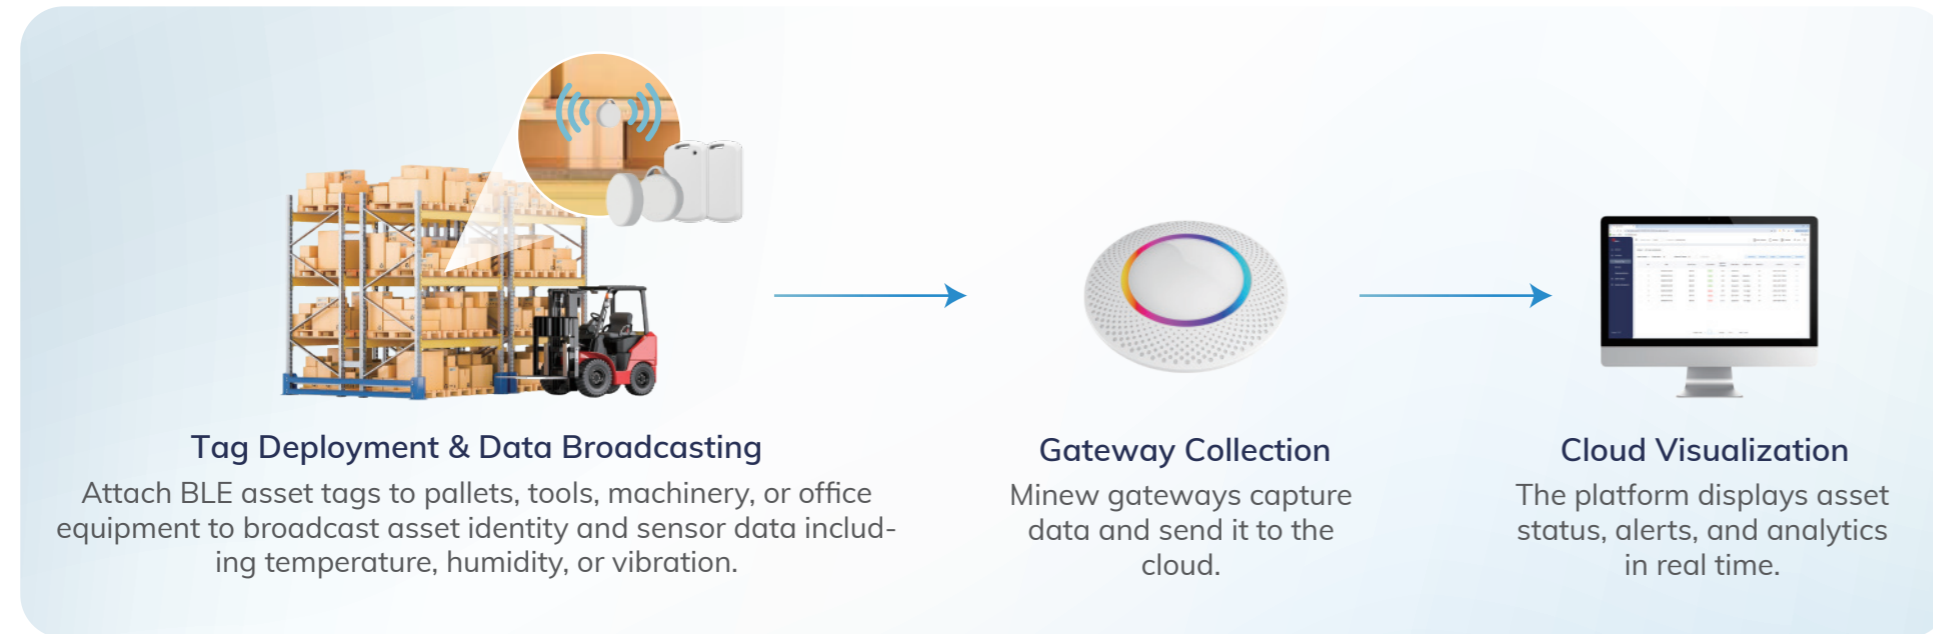 Tag Deployment & Data Broadcasting
Attach BLE asset tags to pallets, tools, machinery, or office
equipment to broadcast asset identity and sensor data includ-
ing temperature, humidity, or vibration.
Gateway Collection
Minew gateways capture
data and send it to the
cloud.
Cloud Visualization
The platform displays asset
status, alerts, and analytics
in real time.